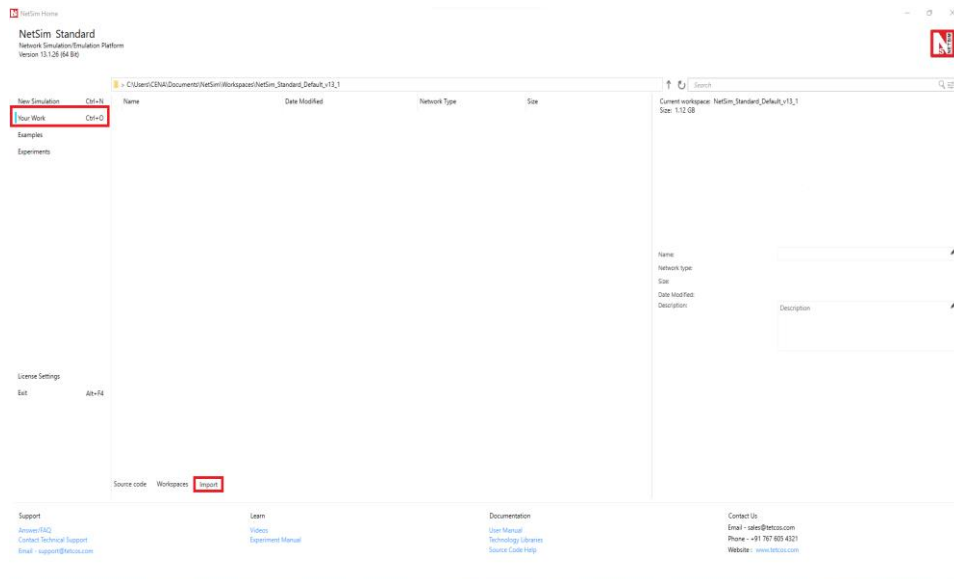 NetSim Home
NetSim Standard
Network Simulation/Emulation Platform
Version 13.1.26 (64 Bit)
> C:\Users\CENA\Documents\NetSim\Workspaces\NetSim_Standard_Default_v13_1
Search
New Simulation Ctrl+N
Your Work Ctrl+O
Examples
Experiments
License Settings
Exit Alt+F4
Name Date Modified Network Type Size
Current workspace: NetSim_Standard_Default_v13_1
Size: 1.12 GB
Name:
Network type:
Size:
Date Modified:
Description: Description
Source code Workspaces Import
Support
Answer/FAQ
Contact Technical Support
Email - support@tetcos.com
Learn
Videos
Experiment Manual
Documentation
User Manual
Technology Libraries
Source Code Help
Contact Us
Email - sales@tetcos.com
Phone - +91 767 605 4321
Website : www.tetcos.com